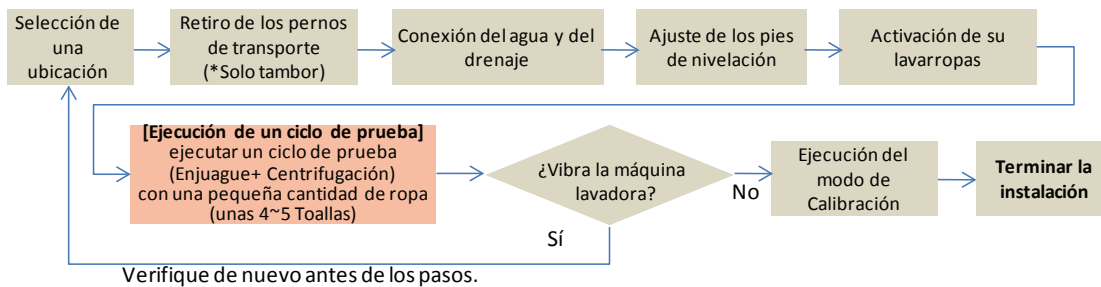 Selección de
una
ubicación
Retiro de los pernos
de transporte
(*Solo tambor)
Conexión del agua y del
drenaje
Ajuste de los pies
de nivelación
Activación de su
lavarropas
[Ejecución de un ciclo de prueba]
ejecutar un ciclo de prueba
(Enjuague+ Centrifugación)
con una pequeña cantidad de ropa
(unas 4~5 Toallas)
¿Vibra la máquina
lavadora?
No
Ejecución del
modo de
Calibración
Terminar la
instalación
Sí
Verifique de nuevo antes de los pasos.